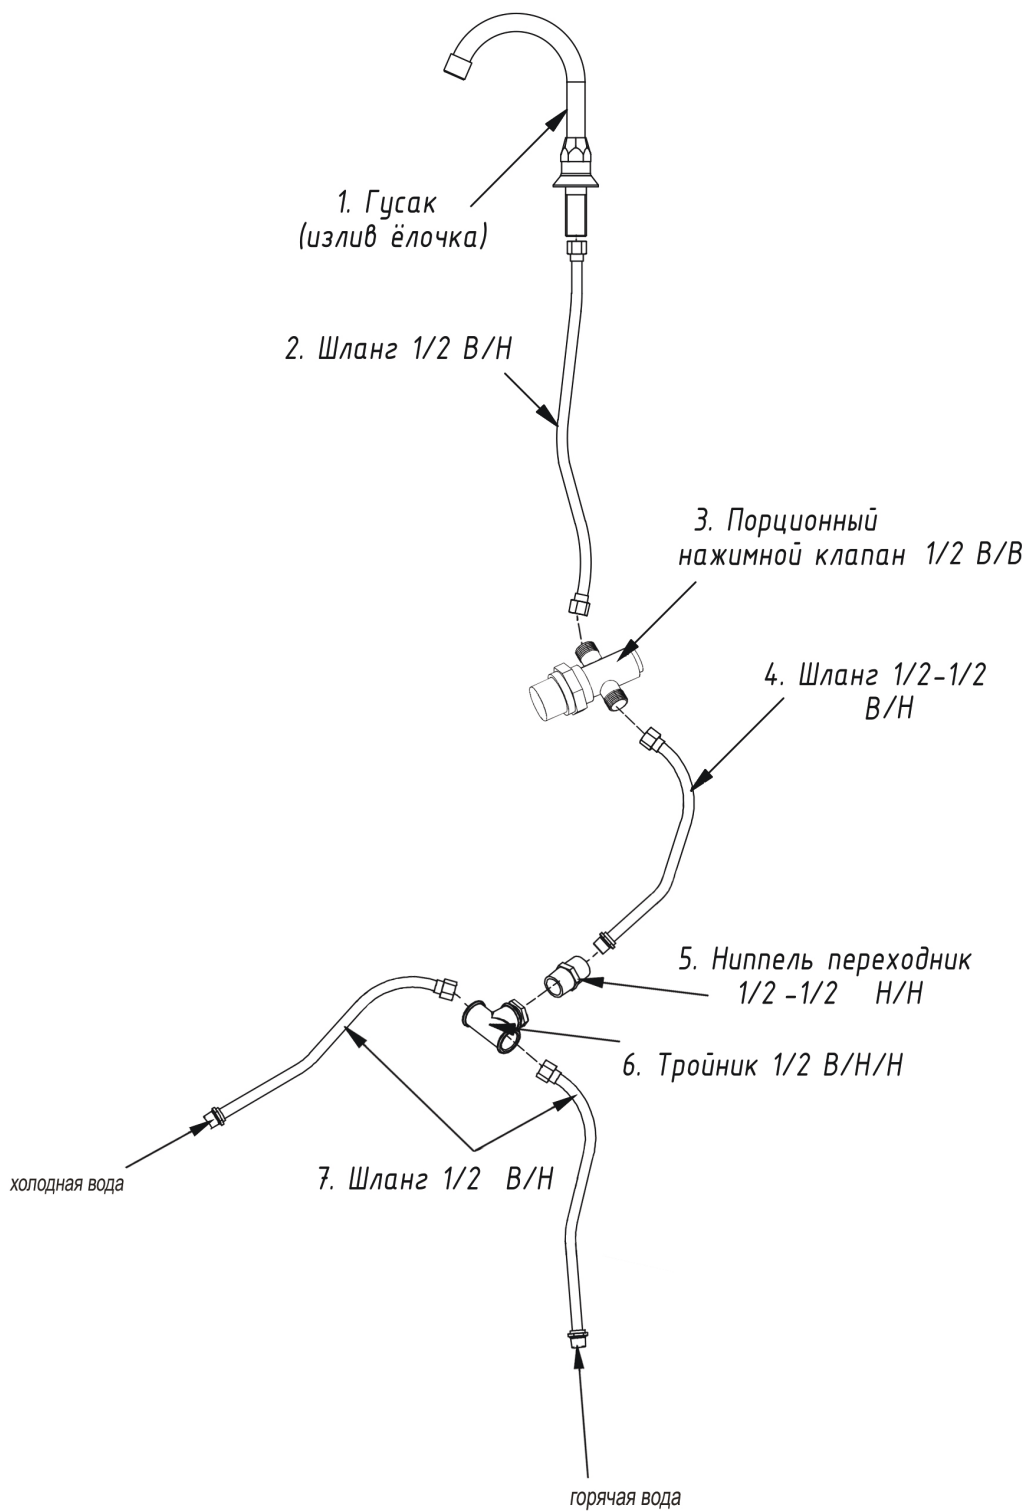 1. Гусак
(излив ёлочка)
2. Шланг 1/2 В/Н
3. Порционный
нажимной клапан 1/2 В/В
4. Шланг 1/2-1/2
В/Н
5. Ниппель переходник
1/2 -1/2 Н/Н
6. Тройник 1/2 В/Н/Н
7. Шланг 1/2 В/Н
холодная вода
горячая вода